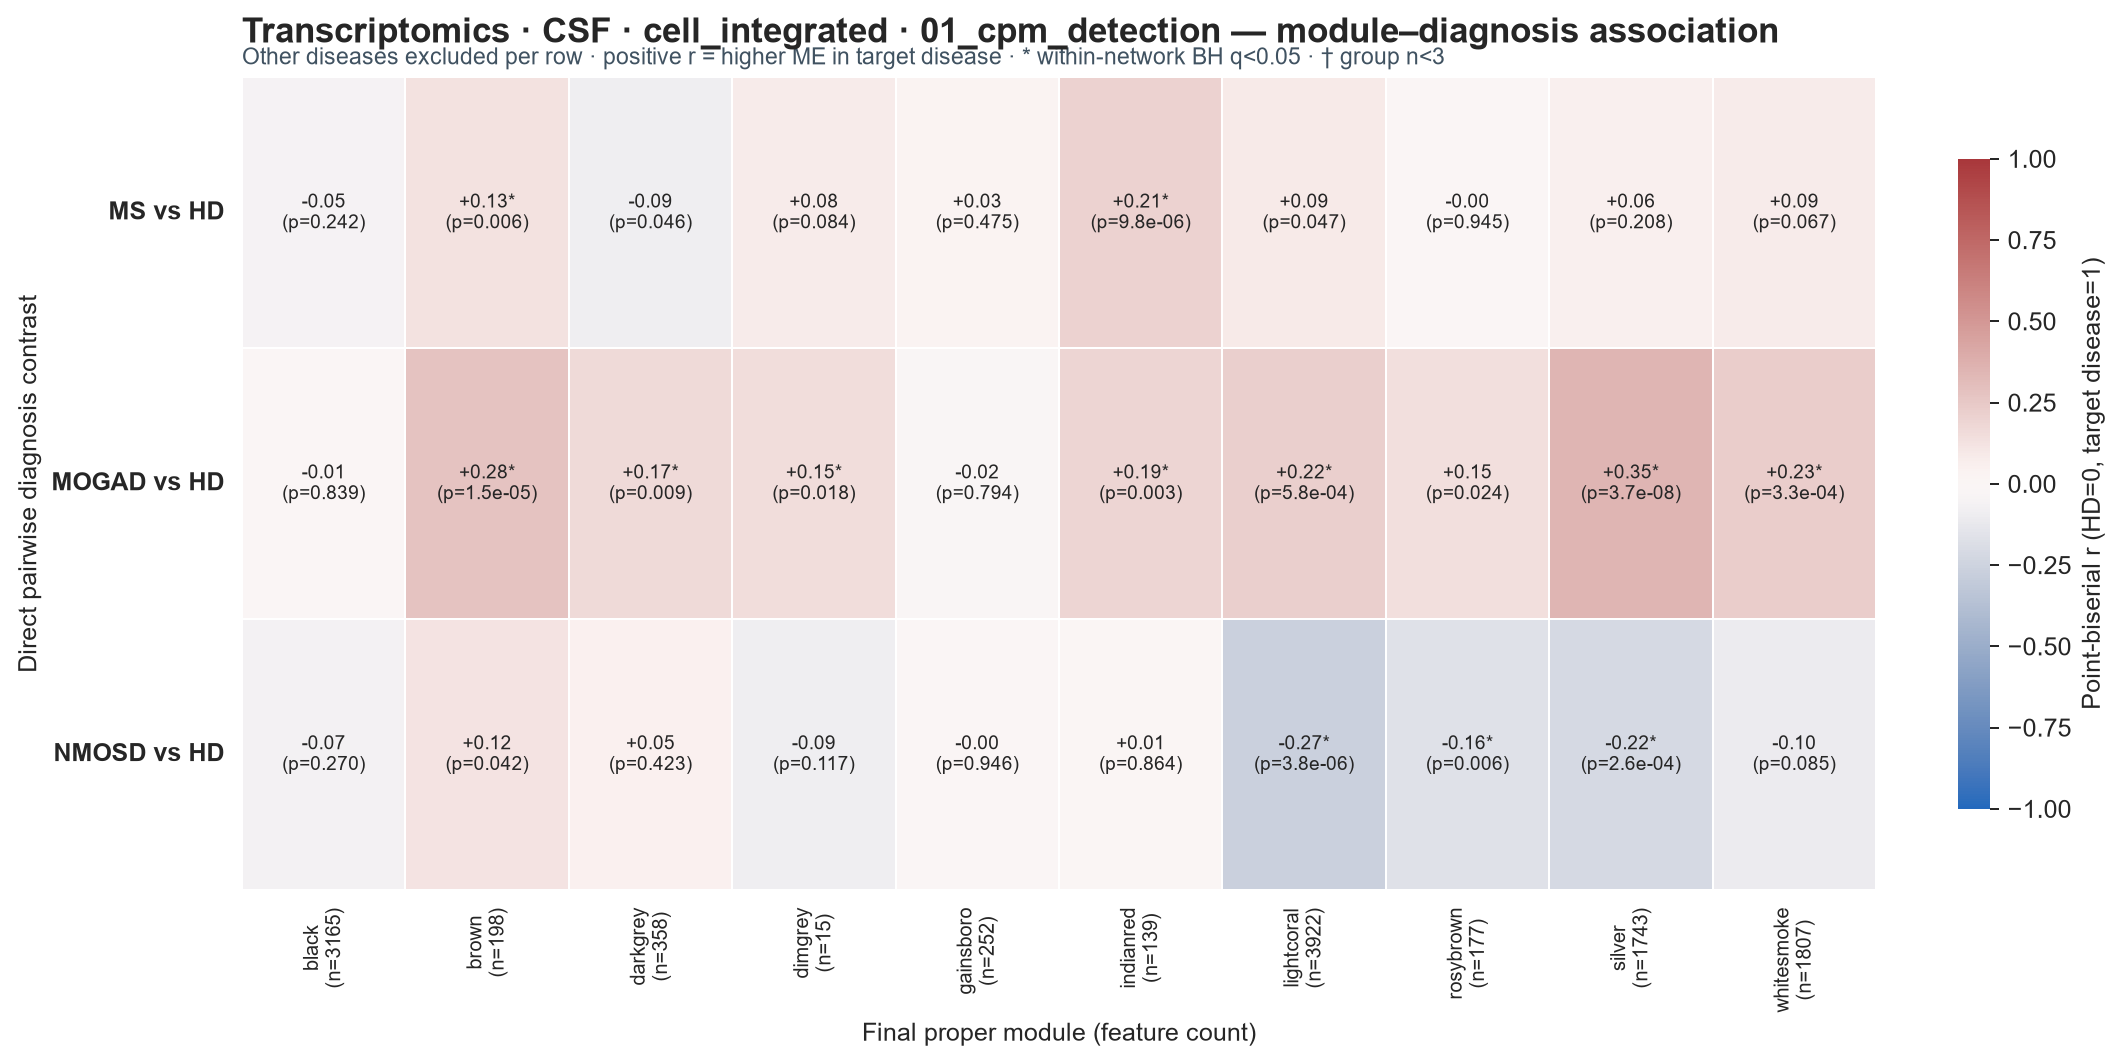 Transcriptomics · CSF · cell_integrated · 01_cpm_detection — module–diagnosis association
Other diseases excluded per row · positive r = higher ME in target disease · * within-network BH q<0.05 · † group n<3
Direct pairwise diagnosis contrast
MS vs HD
-0.05
(p=0.242)
+0.13*
(p=0.006)
-0.09
(p=0.046)
+0.08
(p=0.084)
+0.03
(p=0.475)
+0.21*
(p=9.8e-06)
+0.09
(p=0.047)
-0.00
(p=0.945)
+0.06
(p=0.208)
+0.09
(p=0.067)
MOGAD vs HD
-0.01
(p=0.839)
+0.28*
(p=1.5e-05)
+0.17*
(p=0.009)
+0.15*
(p=0.018)
-0.02
(p=0.794)
+0.19*
(p=0.003)
+0.22*
(p=5.8e-04)
+0.15
(p=0.024)
+0.35*
(p=3.7e-08)
+0.23*
(p=3.3e-04)
NMOSD vs HD
-0.07
(p=0.270)
+0.12
(p=0.042)
+0.05
(p=0.423)
-0.09
(p=0.117)
-0.00
(p=0.946)
+0.01
(p=0.864)
-0.27*
(p=3.8e-06)
-0.16*
(p=0.006)
-0.22*
(p=2.6e-04)
-0.10
(p=0.085)
black
(n=3165)
brown
(n=198)
darkgrey
(n=358)
dimgrey
(n=15)
gainsboro
(n=252)
indianred
(n=139)
lightcoral
(n=3922)
rosybrown
(n=177)
silver
(n=1743)
whitesmoke
(n=1807)
Final proper module (feature count)
1.00
0.75
0.50
0.25
0.00
−0.25
−0.50
−0.75
−1.00
Point-biserial r (HD=0, target disease=1)